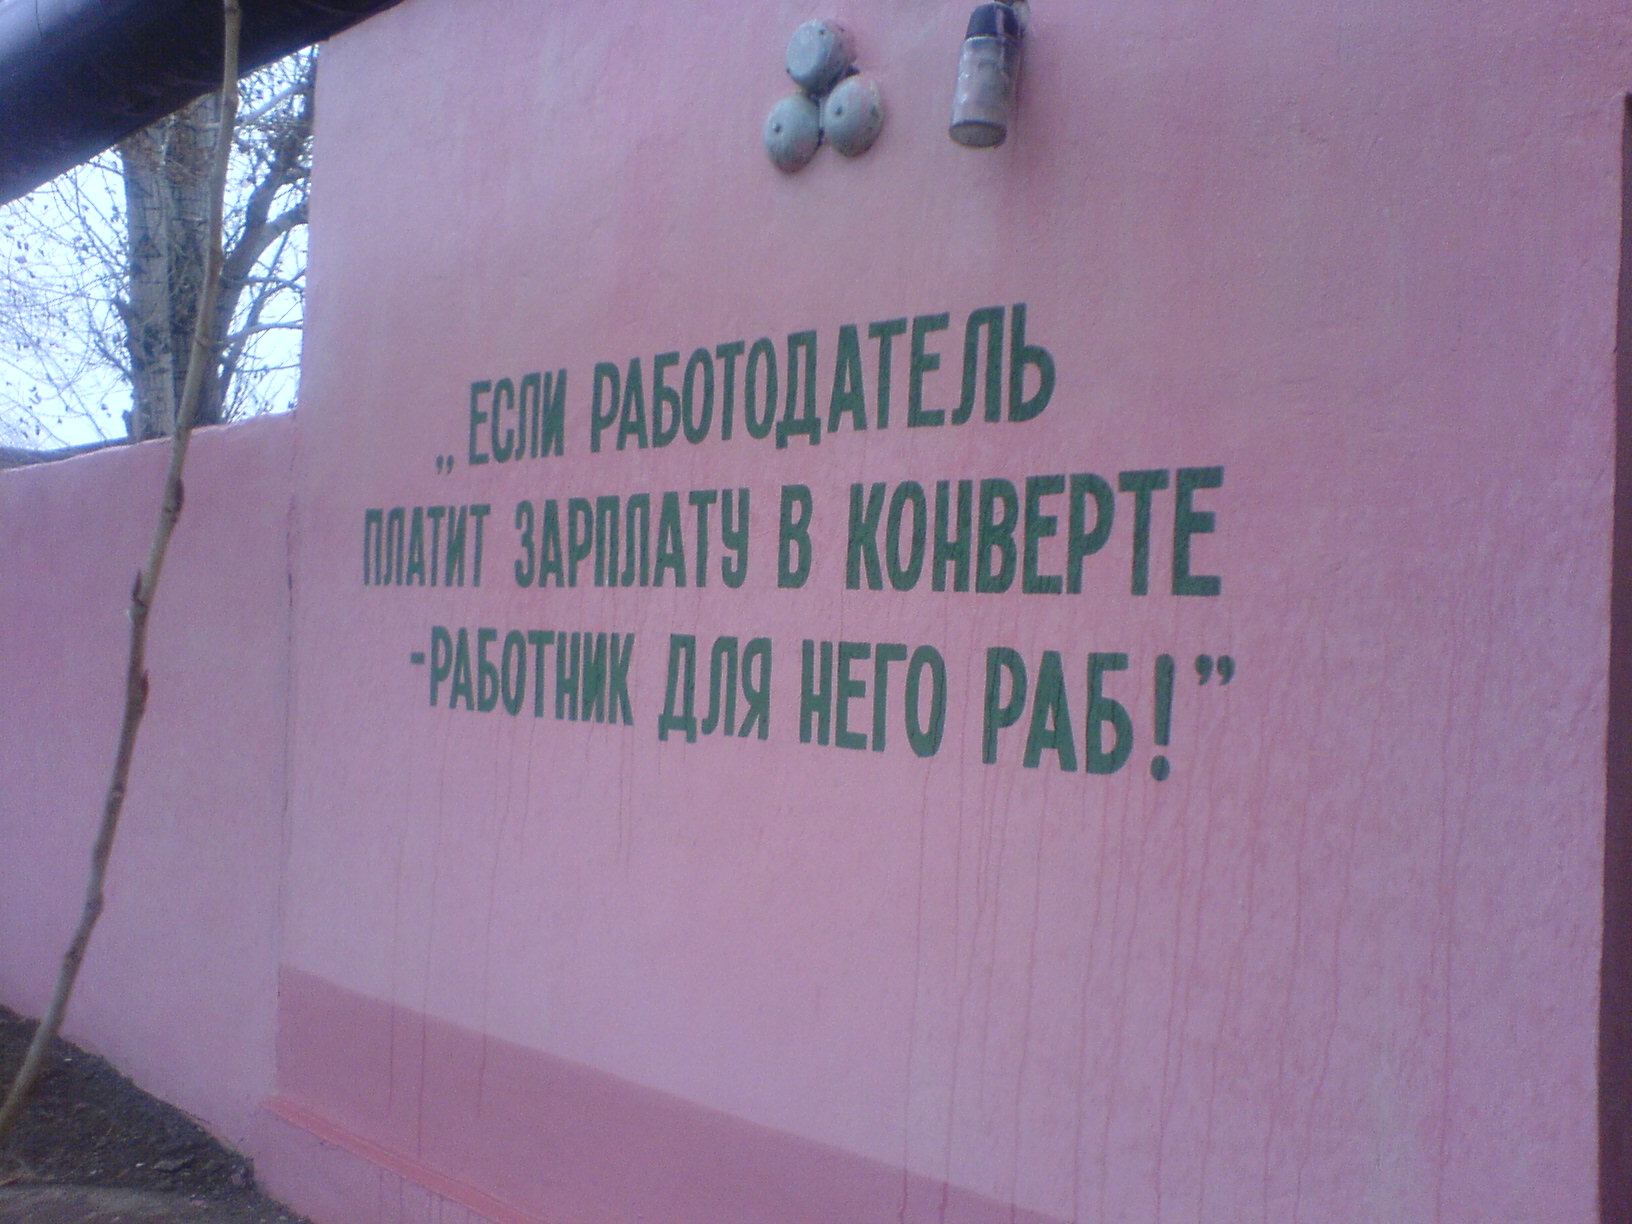 „ЕСЛИ РАБОТОДАТЕЛЬ
ПЛАТИТ ЗАРПЛАТУ В КОНВЕРТЕ
-РАБОТНИК ДЛЯ НЕГО РАБ!”